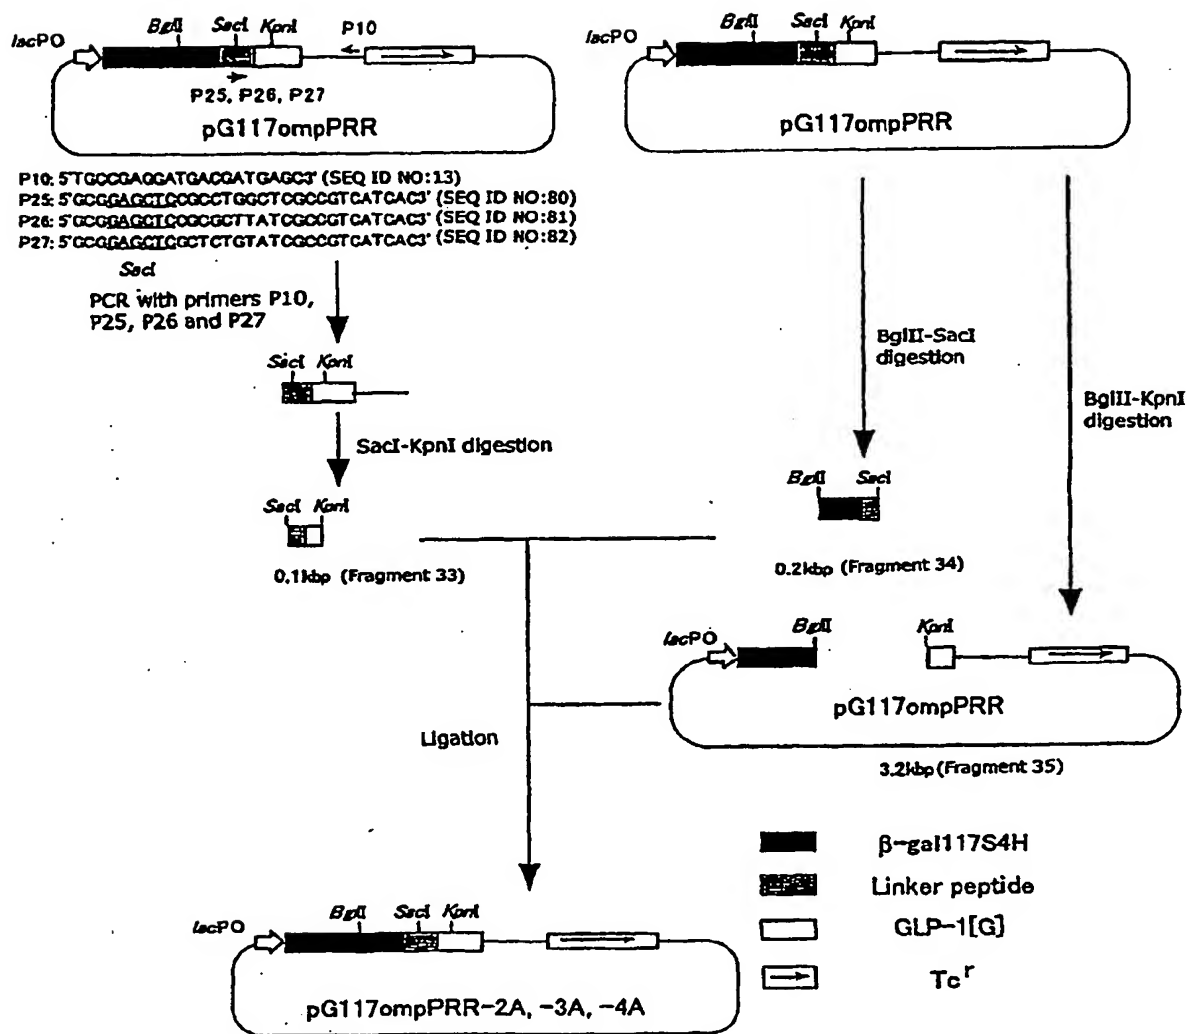 lacPO BglII SacI KpnI P10
P25, P26, P27
pG117ompPRR
lacPO BglII SacI KpnI
pG117ompPRR
P10: 5'TGCCGAGGATGACGATGAGC3' (SEQ ID NO:13)
P25: 5'GCGGAGCTCCGCCTGGCTCGCCGTCATCAC3' (SEQ ID NO:80)
P26: 5'GCGGAGCTCCGCGCTTATCGCCGTCATCAC3' (SEQ ID NO:81)
P27: 5'GCGGAGCTCGCTCTGTATCGCCGTCATCAC3' (SEQ ID NO:82)
SacI
PCR with primers P10,
P25, P26 and P27
SacI KpnI
SacI-KpnI digestion
SacI KpnI
0.1kbp (Fragment 33)
BglII-SacI
digestion
BglII-KpnI
digestion
BglII SacI
0.2kbp (Fragment 34)
lacPO BglII KpnI
pG117ompPRR
3.2kbp (Fragment 35)
Ligation
lacPO BglII SacI KpnI
pG117ompPRR-2A, -3A, -4A
β-gal117S4H
Linker peptide
GLP-1[G]
Tcʳ